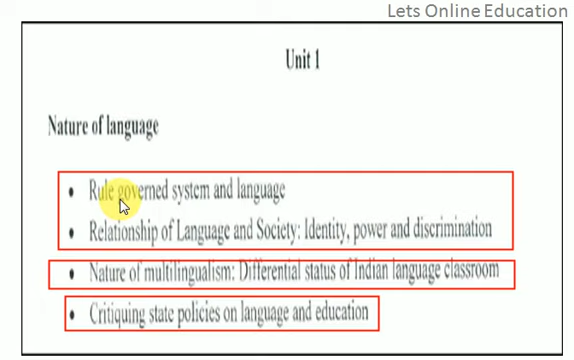 Lets Online Education
Unit 1
Nature of language
• Rule governed system and language
• Relationship of Language and Society: Identity, power and discrimination
• Nature of multilingualism: Differential status of Indian language classroom
• Critiquing state policies on language and education